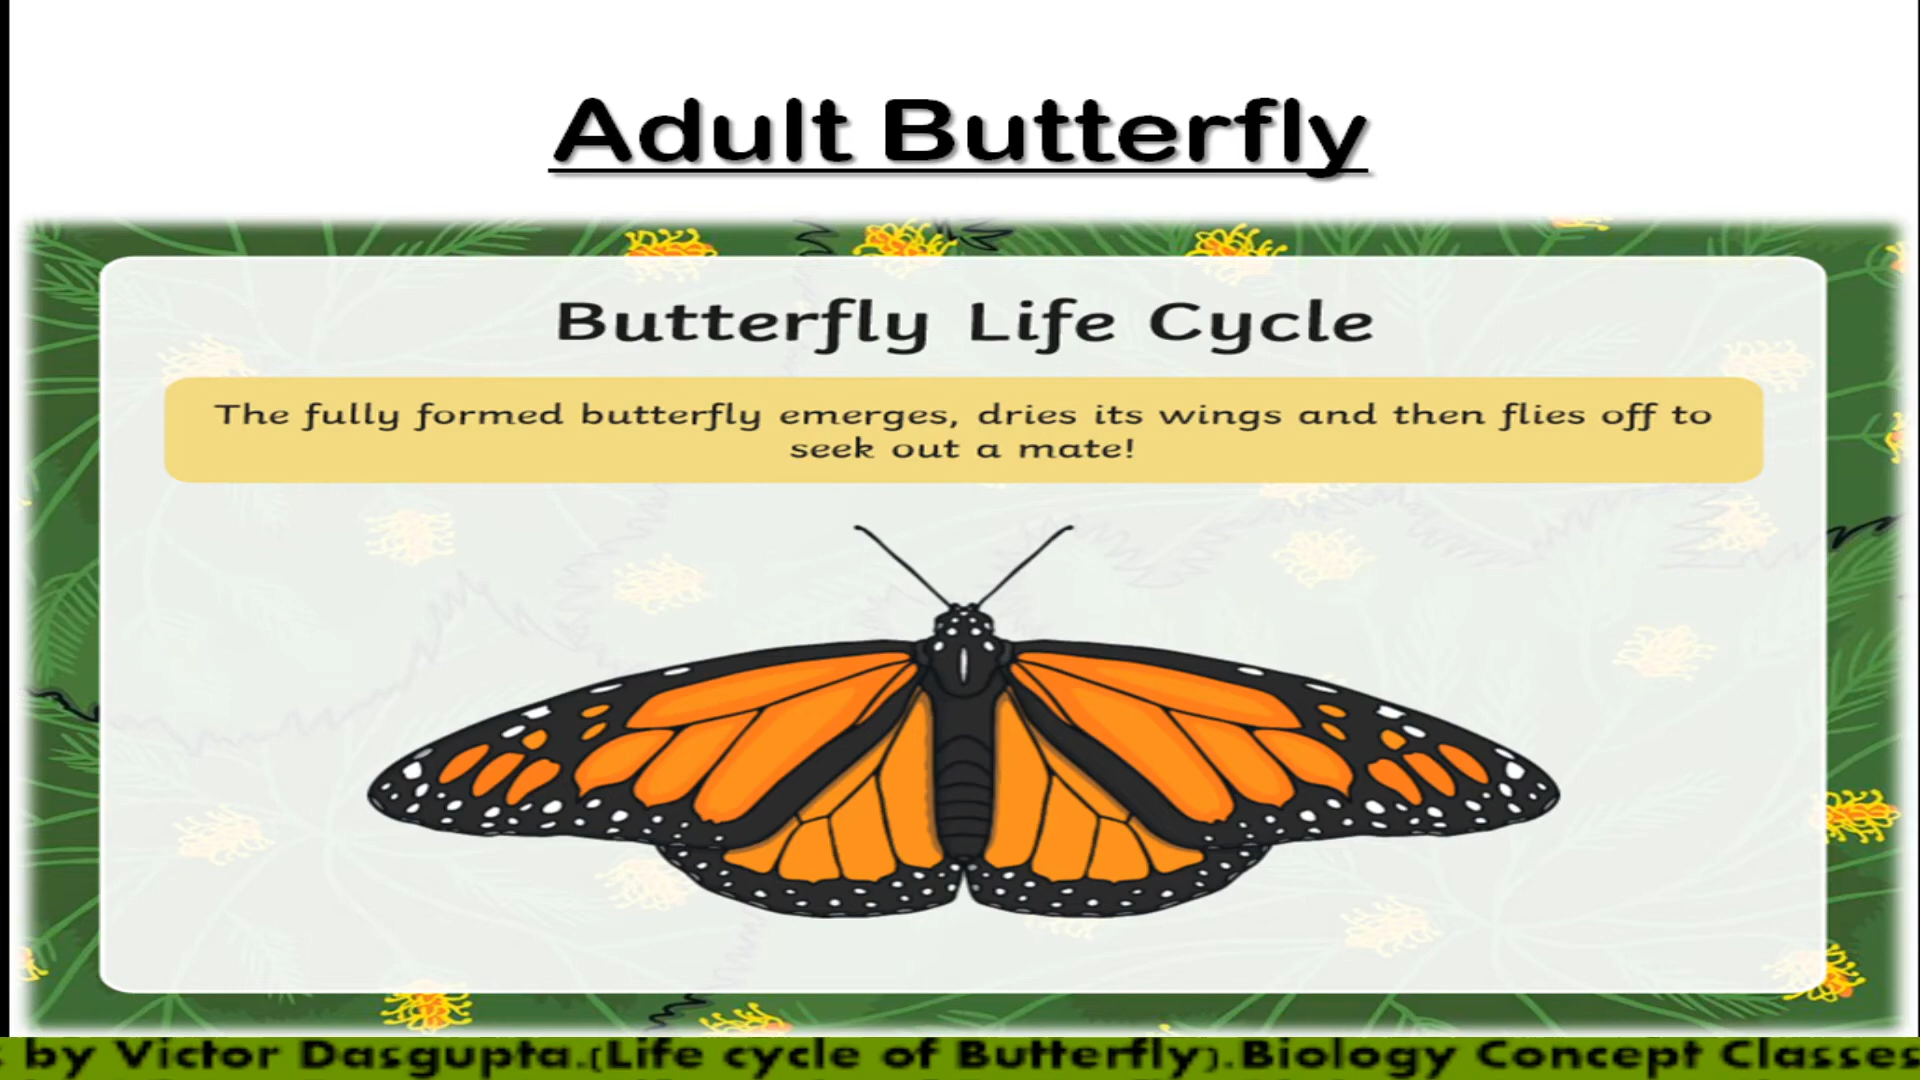 Adult Butterfly
Butterfly Life Cycle
The fully formed butterfly emerges, dries its wings and then flies off to
seek out a mate!
by Victor Dasgupta.(Life cycle of Butterfly).Biology Concept Classes